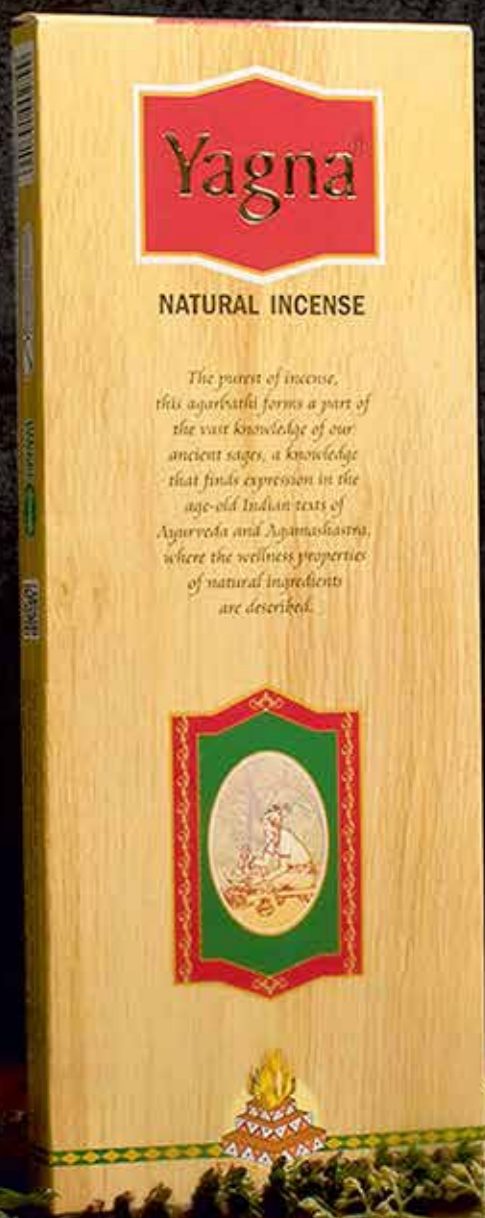 Yagna
NATURAL INCENSE
The purest of incense,
this agarbathi forms a part of
the vast knowledge of our
ancient sages, a knowledge
that finds expression in the
age-old Indian texts of
Ayurveda and Agamashastra,
where the wellness properties
of natural ingredients
are described.